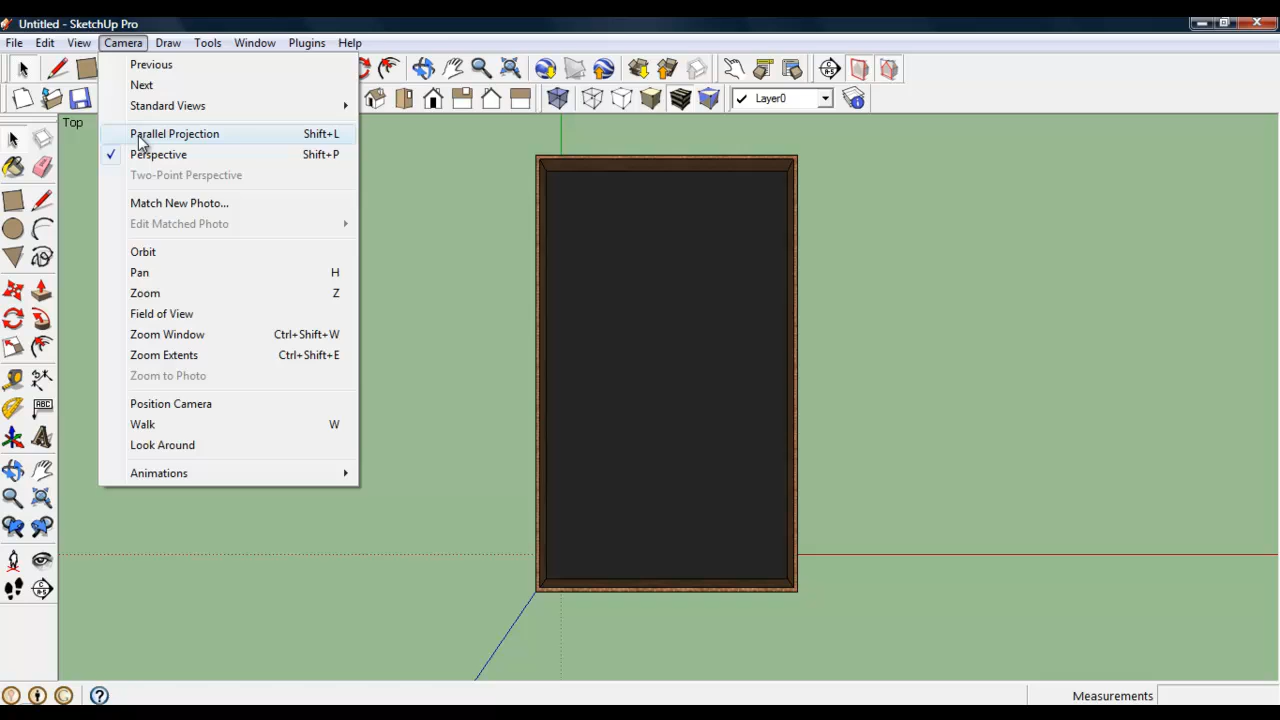 Untitled - SketchUp Pro
File Edit View Camera Draw Tools Window Plugins Help
Previous
Next
Standard Views
Parallel Projection Shift+L
Perspective Shift+P
Two-Point Perspective
Match New Photo...
Edit Matched Photo
Orbit
Pan H
Zoom Z
Field of View
Zoom Window Ctrl+Shift+W
Zoom Extents Ctrl+Shift+E
Zoom to Photo
Position Camera
Walk W
Look Around
Animations
Layer0
Top
ABC
Measurements